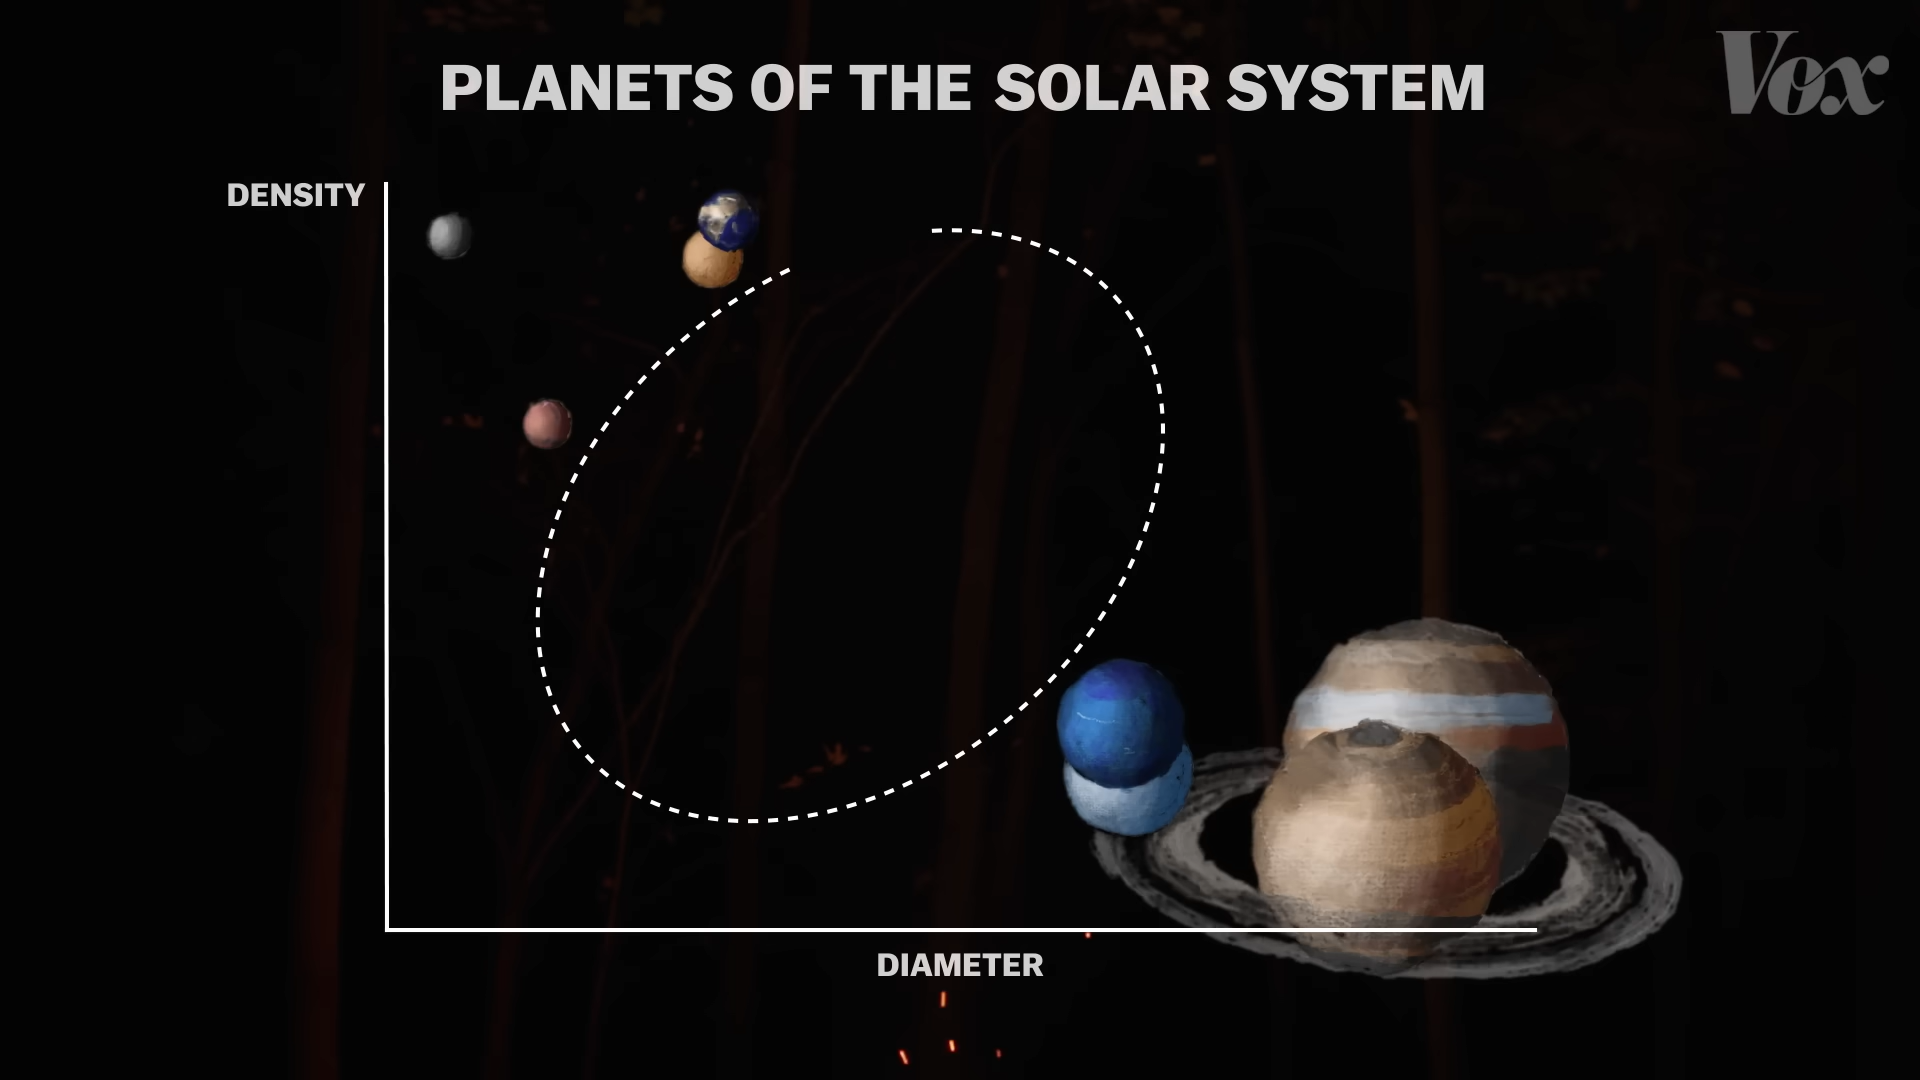 PLANETS OF THE SOLAR SYSTEM
Vox
DENSITY
DIAMETER